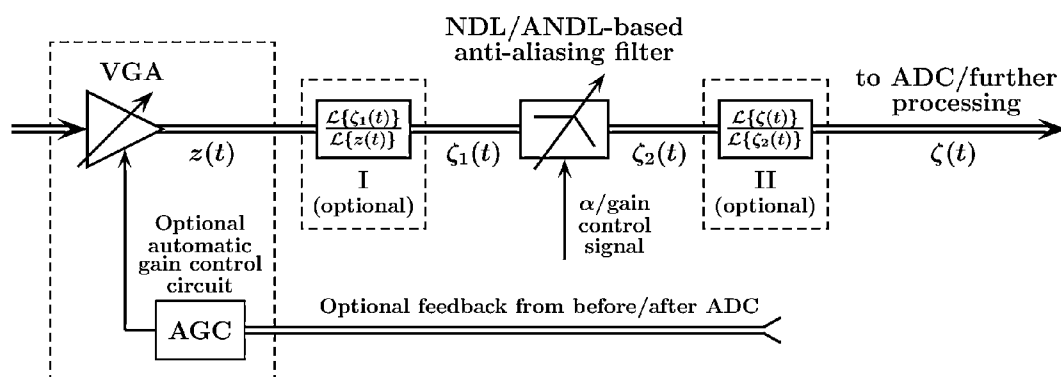 NDL/ANDL-based
anti-aliasing filter
VGA
to ADC/further
processing
ℒ{ζ₁(t)}
ℒ{z(t)}
ℒ{ζ(t)}
ℒ{ζ₂(t)}
z(t)
ζ₁(t)
ζ₂(t)
ζ(t)
I
(optional)
II
(optional)
α/gain
control
signal
Optional
automatic
gain control
circuit
AGC
Optional feedback from before/after ADC